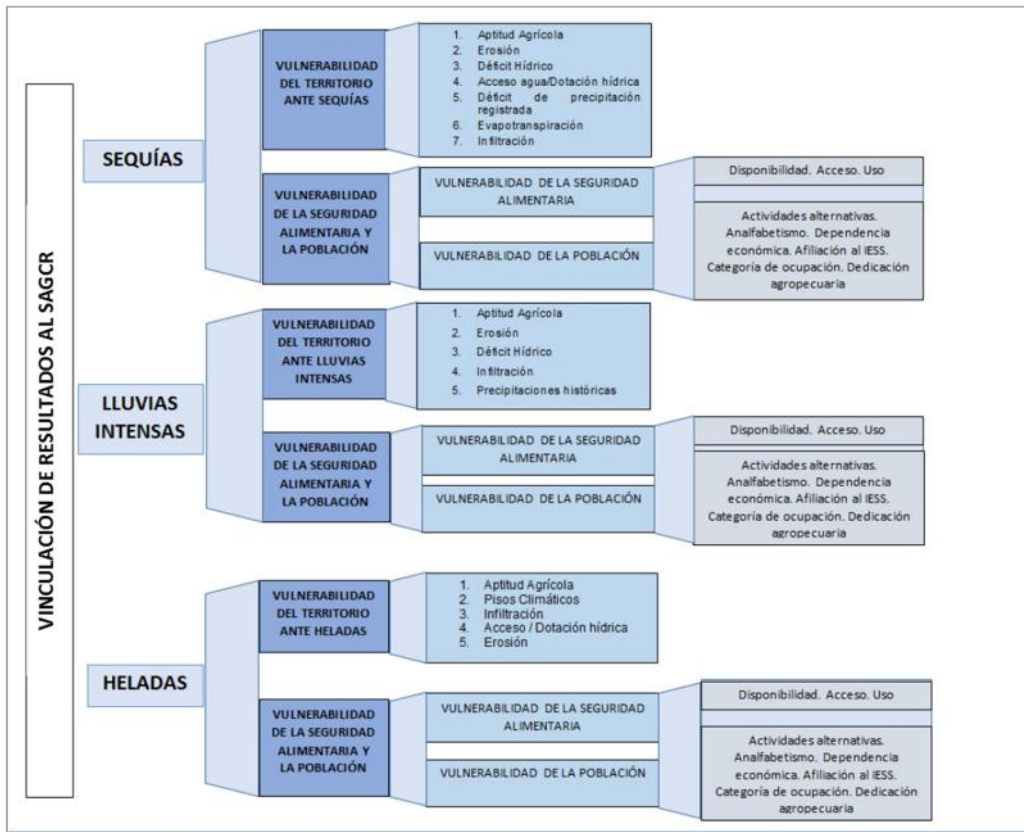 VINCULACIÓN DE RESULTADOS AL SAGCR
SEQUÍAS
VULNERABILIDAD
DEL TERRITORIO
ANTE SEQUÍAS
1. Aptitud Agrícola
2. Erosión
3. Déficit Hídrico
4. Acceso agua/Dotación hídrica
5. Déficit de precipitación
registrada
6. Evapotranspiración
7. Infiltración
VULNERABILIDAD
DE LA SEGURIDAD
ALIMENTARIA Y
LA POBLACIÓN
VULNERABILIDAD DE LA SEGURIDAD
ALIMENTARIA
VULNERABILIDAD DE LA POBLACIÓN
Disponibilidad. Acceso. Uso
Actividades alternativas.
Analfabetismo. Dependencia
económica. Afiliación al IESS.
Categoría de ocupación. Dedicación
agropecuaria
LLUVIAS
INTENSAS
VULNERABILIDAD
DEL TERRITORIO
ANTE LLUVIAS
INTENSAS
1. Aptitud Agrícola
2. Erosión
3. Déficit Hídrico
4. Infiltración
5. Precipitaciones históricas
VULNERABILIDAD
DE LA SEGURIDAD
ALIMENTARIA Y
LA POBLACIÓN
VULNERABILIDAD DE LA SEGURIDAD
ALIMENTARIA
VULNERABILIDAD DE LA POBLACIÓN
Disponibilidad. Acceso. Uso
Actividades alternativas.
Analfabetismo. Dependencia
económica. Afiliación al IESS.
Categoría de ocupación. Dedicación
agropecuaria
HELADAS
VULNERABILIDAD
DEL TERRITORIO
ANTE HELADAS
1. Aptitud Agrícola
2. Pisos Climáticos
3. Infiltración
4. Acceso / Dotación hídrica
5. Erosión
VULNERABILIDAD
DE LA SEGURIDAD
ALIMENTARIA Y
LA POBLACIÓN
VULNERABILIDAD DE LA SEGURIDAD
ALIMENTARIA
VULNERABILIDAD DE LA POBLACIÓN
Disponibilidad. Acceso. Uso
Actividades alternativas.
Analfabetismo. Dependencia
económica. Afiliación al IESS.
Categoría de ocupación. Dedicación
agropecuaria